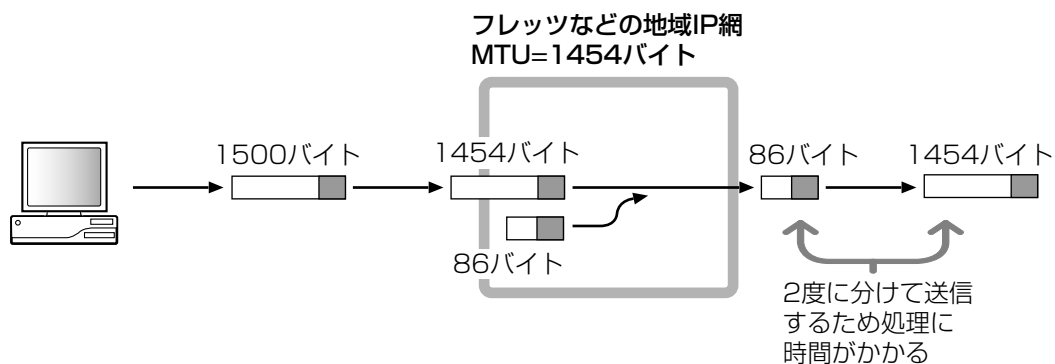 フレッツなどの地域IP網
MTU=1454バイト
1500バイト
1454バイト
86バイト
1454バイト
86バイト
2度に分けて送信
するため処理に
時間がかかる